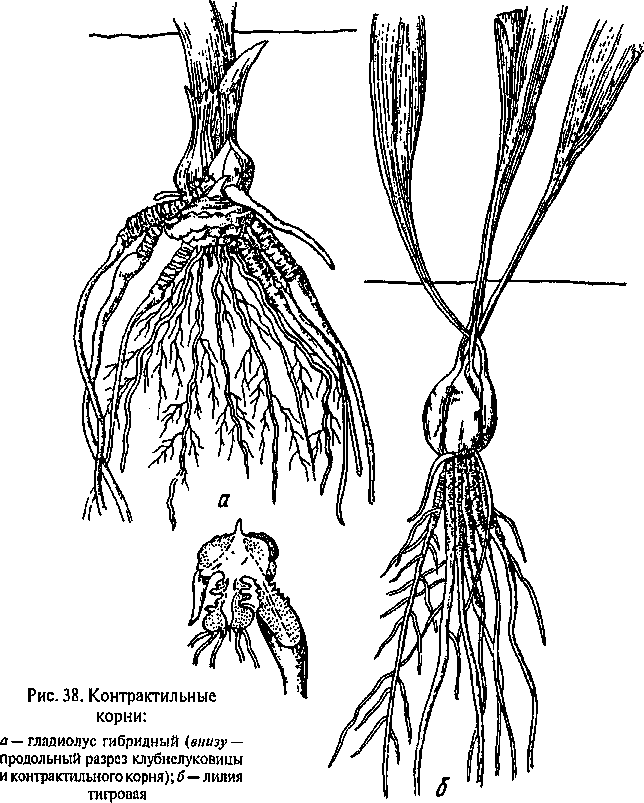 а
б
Рис. 38. Контрактильные
корни:
а — гладиолус гибридный (внизу —
продольный разрез клубнелуковицы
и контрактильного корня); б — лилия
тигровая